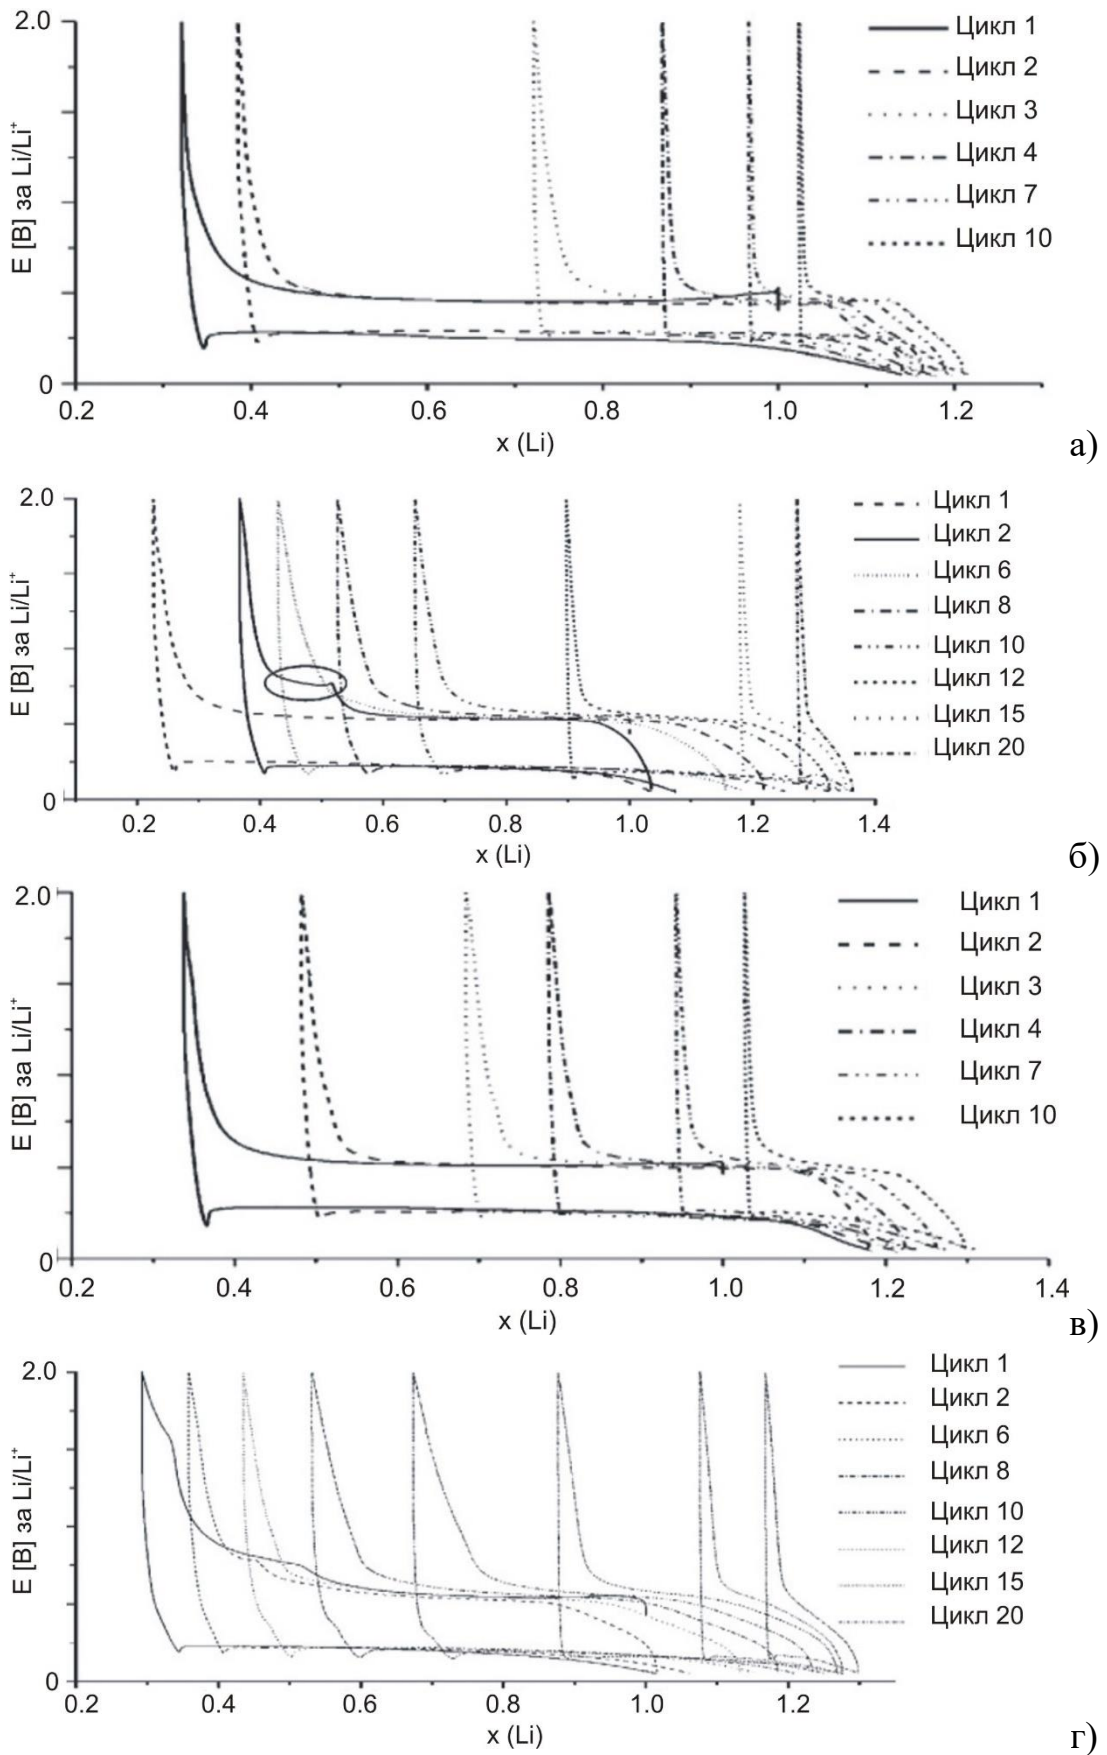 2.0
E [В] за Li/Li⁺
0
0.2 0.4 0.6 0.8 1.0 1.2
x (Li)
Цикл 1
Цикл 2
Цикл 3
Цикл 4
Цикл 7
Цикл 10
а)
2.0
E [В] за Li/Li⁺
0
0.2 0.4 0.6 0.8 1.0 1.2 1.4
x (Li)
Цикл 1
Цикл 2
Цикл 6
Цикл 8
Цикл 10
Цикл 12
Цикл 15
Цикл 20
б)
2.0
E [В] за Li/Li⁺
0
0.2 0.4 0.6 0.8 1.0 1.2 1.4
x (Li)
Цикл 1
Цикл 2
Цикл 3
Цикл 4
Цикл 7
Цикл 10
в)
2.0
E [В] за Li/Li⁺
0
0.2 0.4 0.6 0.8 1.0 1.2
x (Li)
Цикл 1
Цикл 2
Цикл 6
Цикл 8
Цикл 10
Цикл 12
Цикл 15
Цикл 20
г)